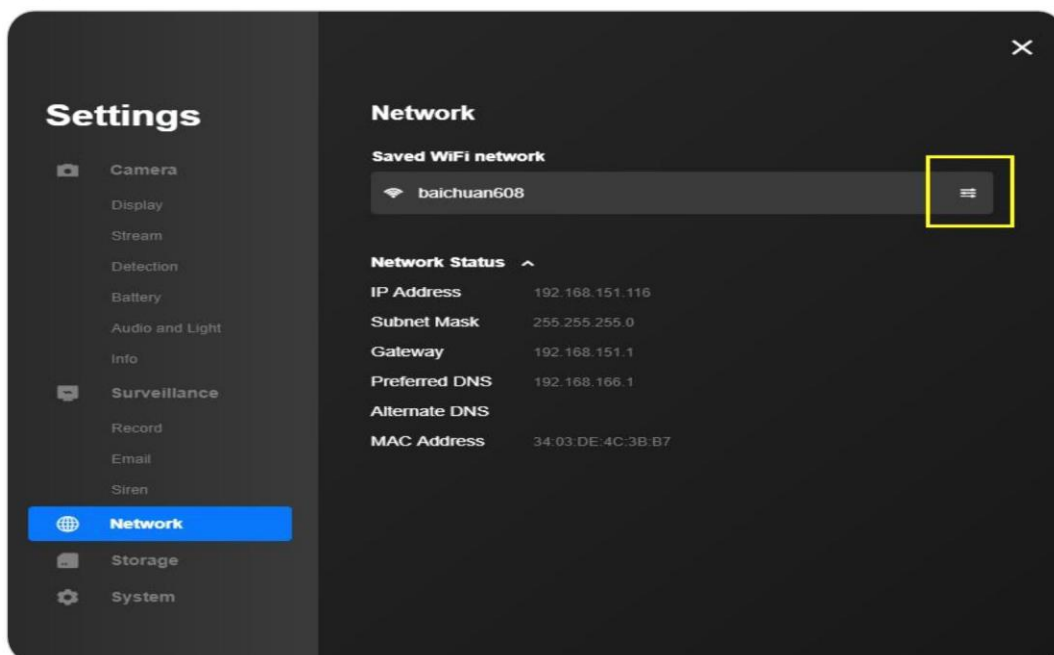 Settings
Camera
Display
Stream
Detection
Battery
Audio and Light
Info
Surveillance
Record
Email
Siren
Network
Storage
System
Network
Saved WiFi network
baichuan608
Network Status
IP Address 192.168.151.116
Subnet Mask 255.255.255.0
Gateway 192.168.151.1
Preferred DNS 192.168.166.1
Alternate DNS
MAC Address 34:03:DE:4C:3B:B7